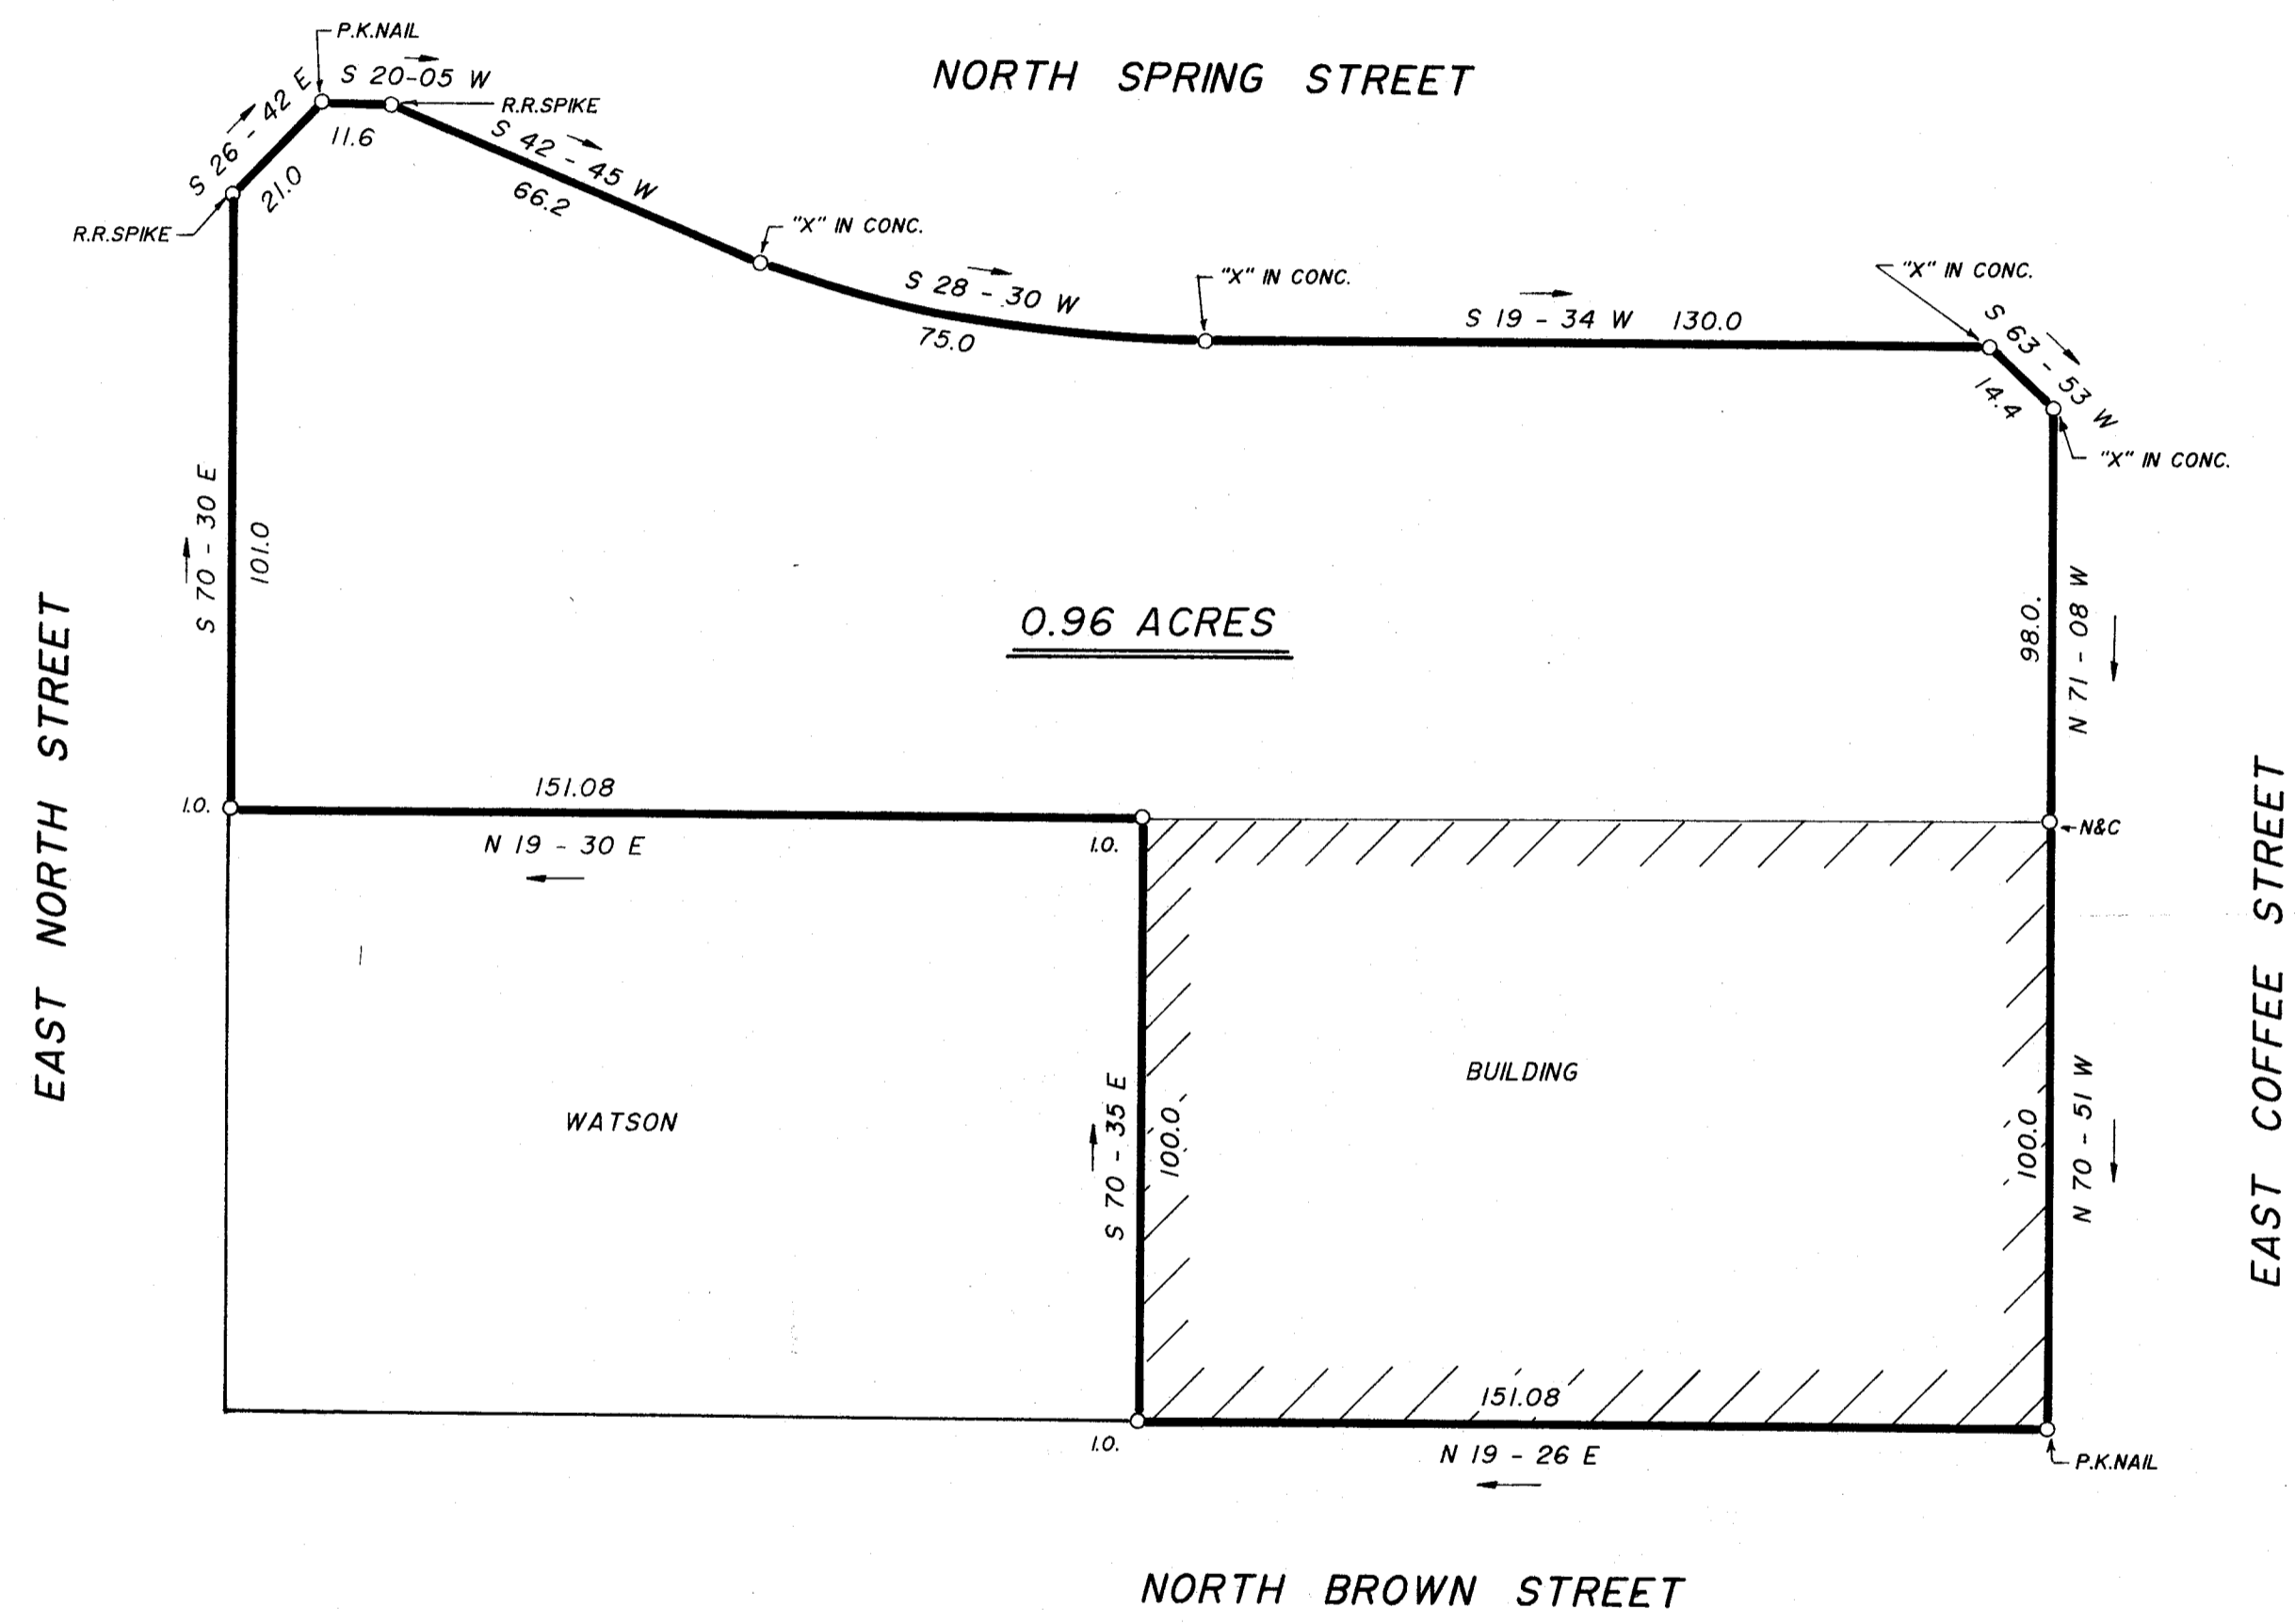 P.K.NAIL
S 26 - 42 E
S 20-05 W
NORTH SPRING STREET
R.R.SPIKE
11.6
21.0
S 42 - 45 W
66.2
R.R.SPIKE
"X" IN CONC.
S 28 - 30 W
75.0
"X" IN CONC.
S 19 - 34 W 130.0
"X" IN CONC.
S 63 - 53 W
14.4
"X" IN CONC.
S 70 - 30 E
101.0
EAST NORTH STREET
0.96 ACRES
98.0.
N 71 - 08 W
151.08
I.O.
N 19 - 30 E
I.O.
N&C
EAST COFFEE STREET
WATSON
S 70 - 35 E
100.0
BUILDING
100.0
N 70 - 51 W
151.08
I.O.
N 19 - 26 E
P.K.NAIL
NORTH BROWN STREET